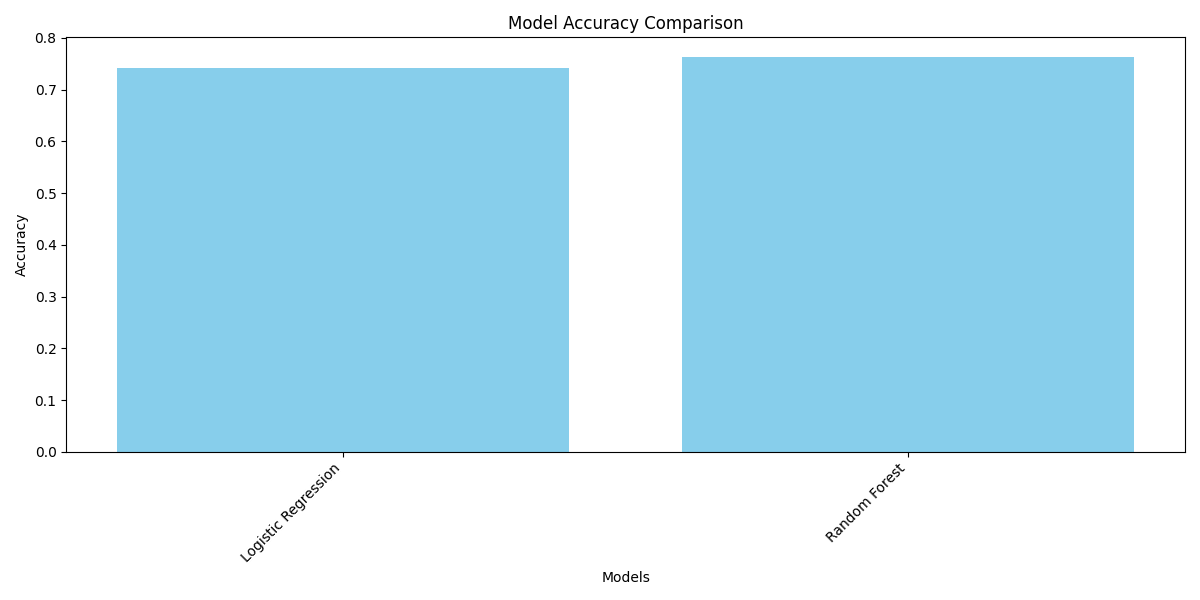 Model Accuracy Comparison
0.8
0.7
0.6
0.5
0.4
0.3
0.2
0.1
0.0
Accuracy
Logistic Regression
Random Forest
Models